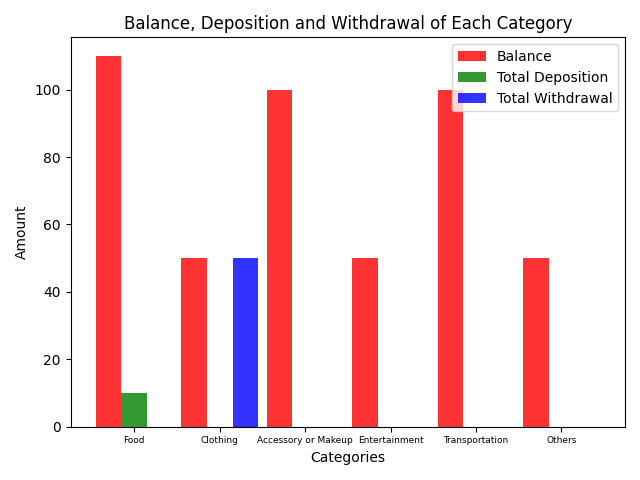 Balance, Deposition and Withdrawal of Each Category
Balance
Total Deposition
Total Withdrawal
Amount
100
80
60
40
20
0
Food
Clothing
Accessory or Makeup
Entertainment
Transportation
Others
Categories